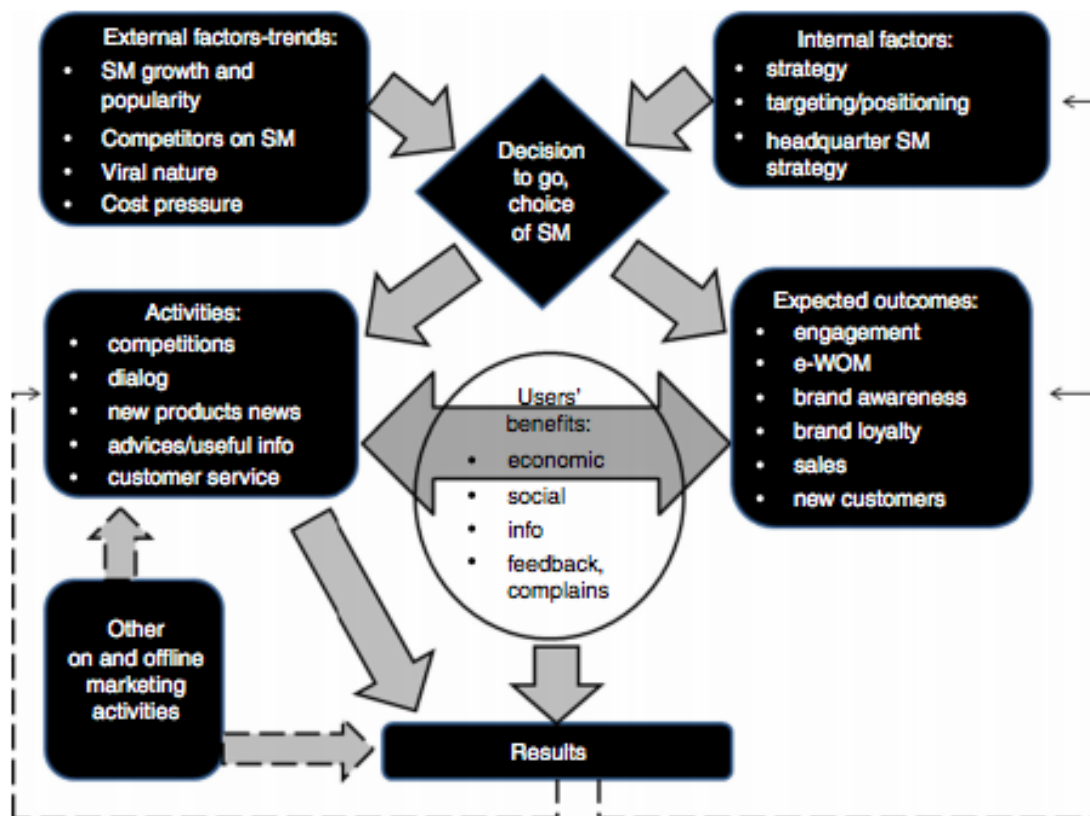 External factors-trends:
• SM growth and
popularity
• Competitors on SM
• Viral nature
• Cost pressure
Internal factors:
• strategy
• targeting/positioning
• headquarter SM
strategy
Decision
to go,
choice
of SM
Activities:
• competitions
• dialog
• new products news
• advices/useful info
• customer service
Expected outcomes:
• engagement
• e-WOM
• brand awareness
• brand loyalty
• sales
• new customers
Users'
benefits:
• economic
• social
• info
• feedback,
complains
Other
on and offline
marketing
activities
Results